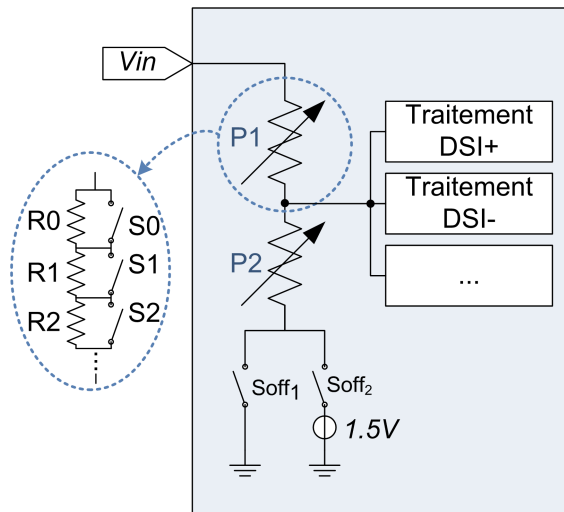 Vin
P1
Traitement
DSI+
Traitement
DSI-
...
P2
R0
S0
R1
S1
R2
S2
Soff1
Soff2
1.5V